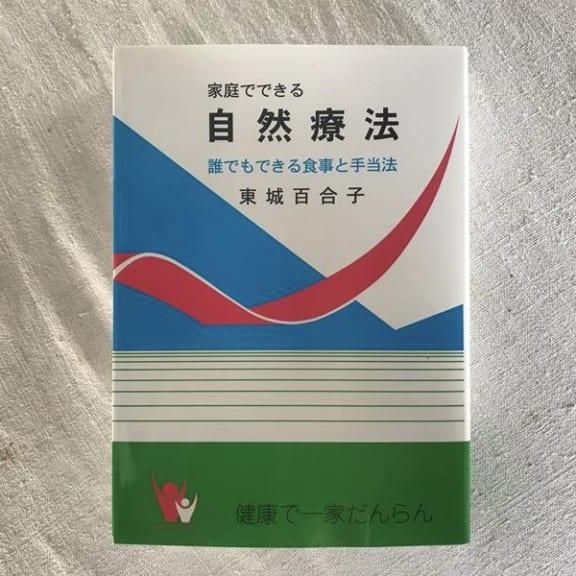 家庭でできる
自然療法
誰でもできる食事と手当法
東城百合子
健康で一家だんらん